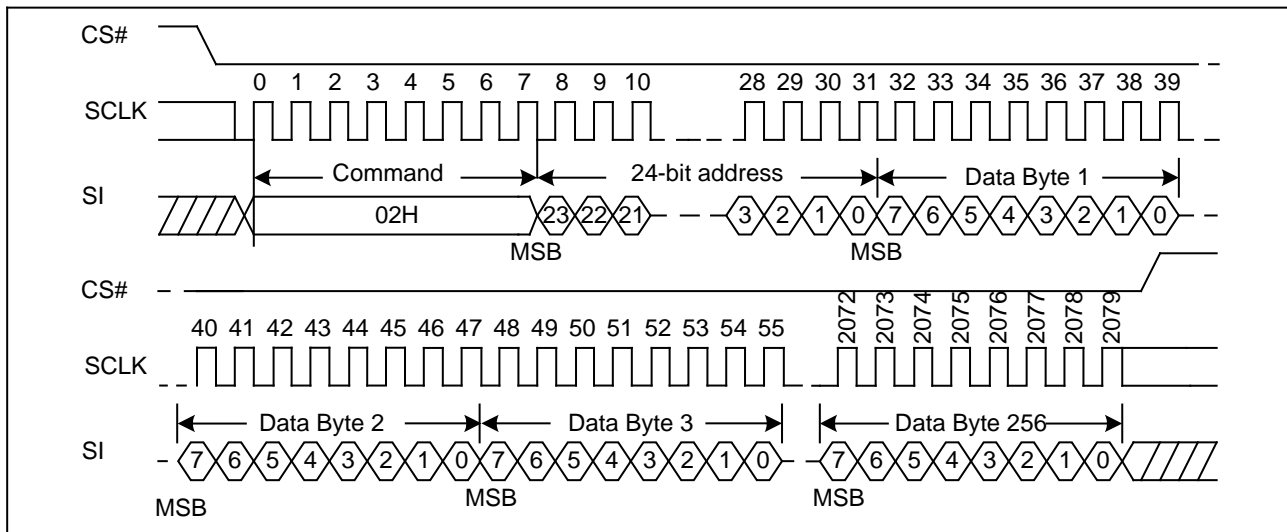 CS#
0 1 2 3 4 5 6 7 8 9 10 28 29 30 31 32 33 34 35 36 37 38 39
SCLK
Command 24-bit address Data Byte 1
SI
02H 23 22 21 3 2 1 0 7 6 5 4 3 2 1 0
MSB MSB
CS#
40 41 42 43 44 45 46 47 48 49 50 51 52 53 54 55 2072 2073 2074 2075 2076 2077 2078 2079
SCLK
Data Byte 2 Data Byte 3 Data Byte 256
SI
7 6 5 4 3 2 1 0 7 6 5 4 3 2 1 0 7 6 5 4 3 2 1 0
MSB MSB MSB